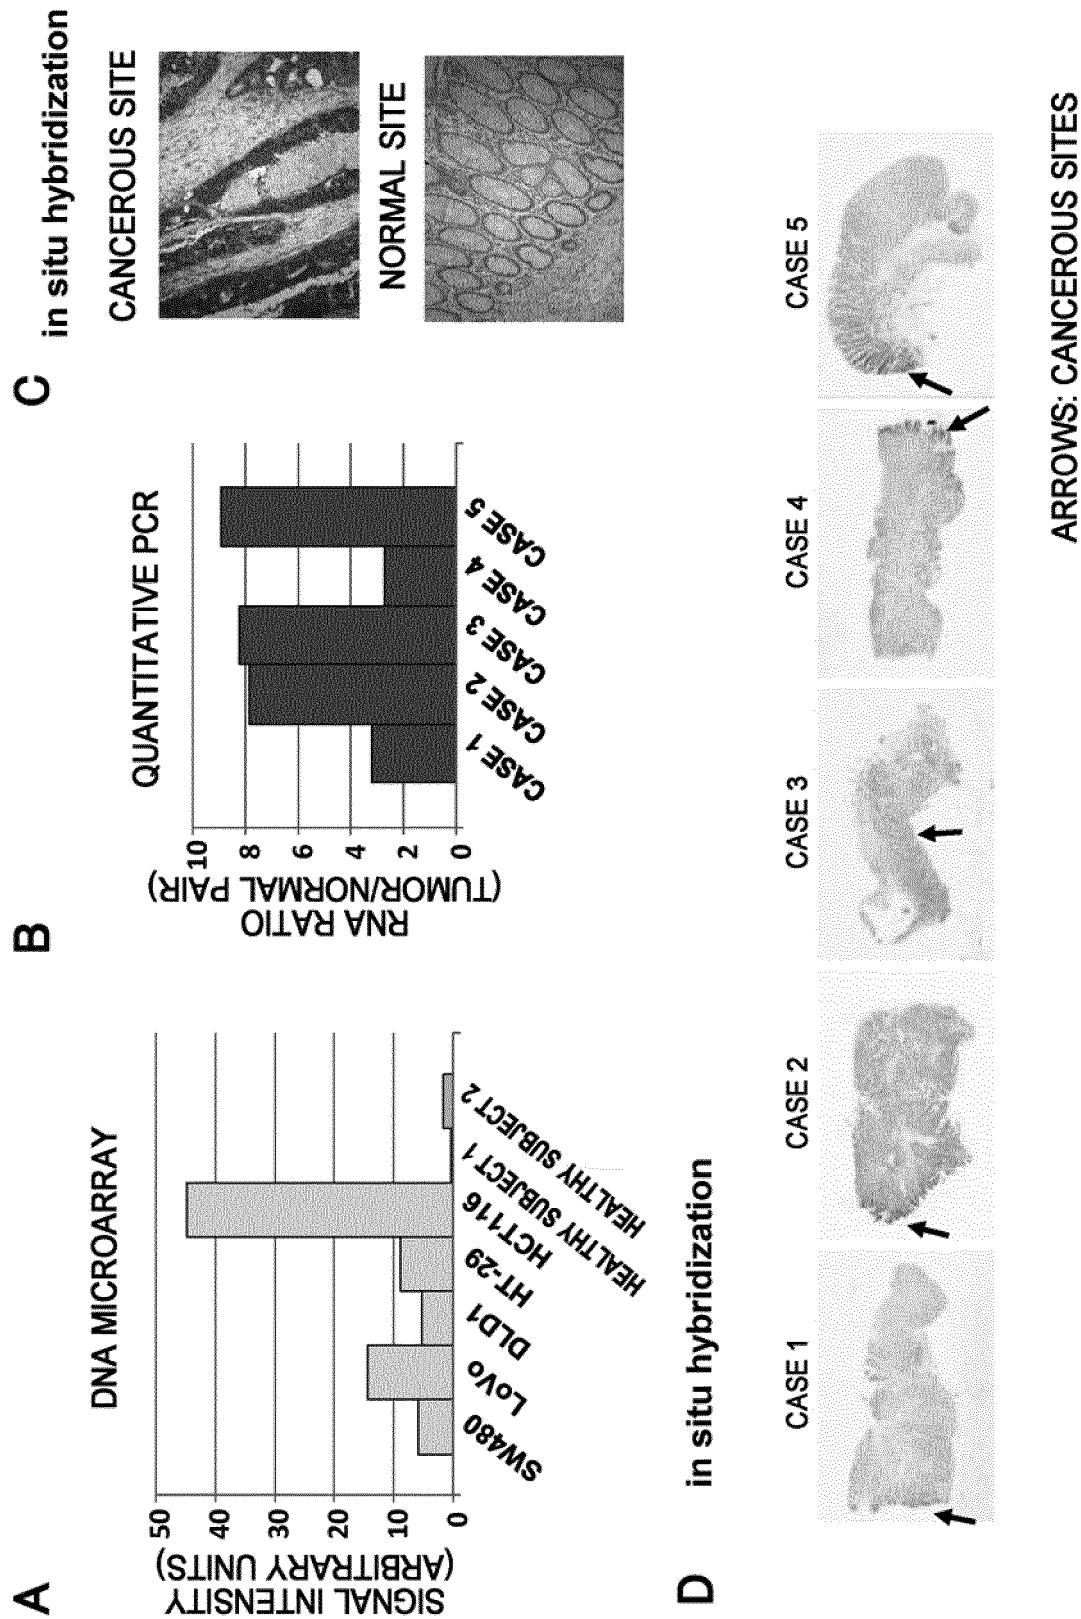 A
DNA MICROARRAY
SIGNAL INTENSITY
(ARBITRARY UNITS)
50
40
30
20
10
0
SW480
LoVo
DLD1
HT-29
HCT116
HEALTHY SUBJECT 1
HEALTHY SUBJECT 2
B
QUANTITATIVE PCR
RNA RATIO
(TUMOR/NORMAL PAIR)
10
8
6
4
2
0
CASE 1
CASE 2
CASE 3
CASE 4
CASE 5
C
in situ hybridization
CANCEROUS SITE
NORMAL SITE
D
in situ hybridization
CASE 1
CASE 2
CASE 3
CASE 4
CASE 5
ARROWS: CANCEROUS SITES